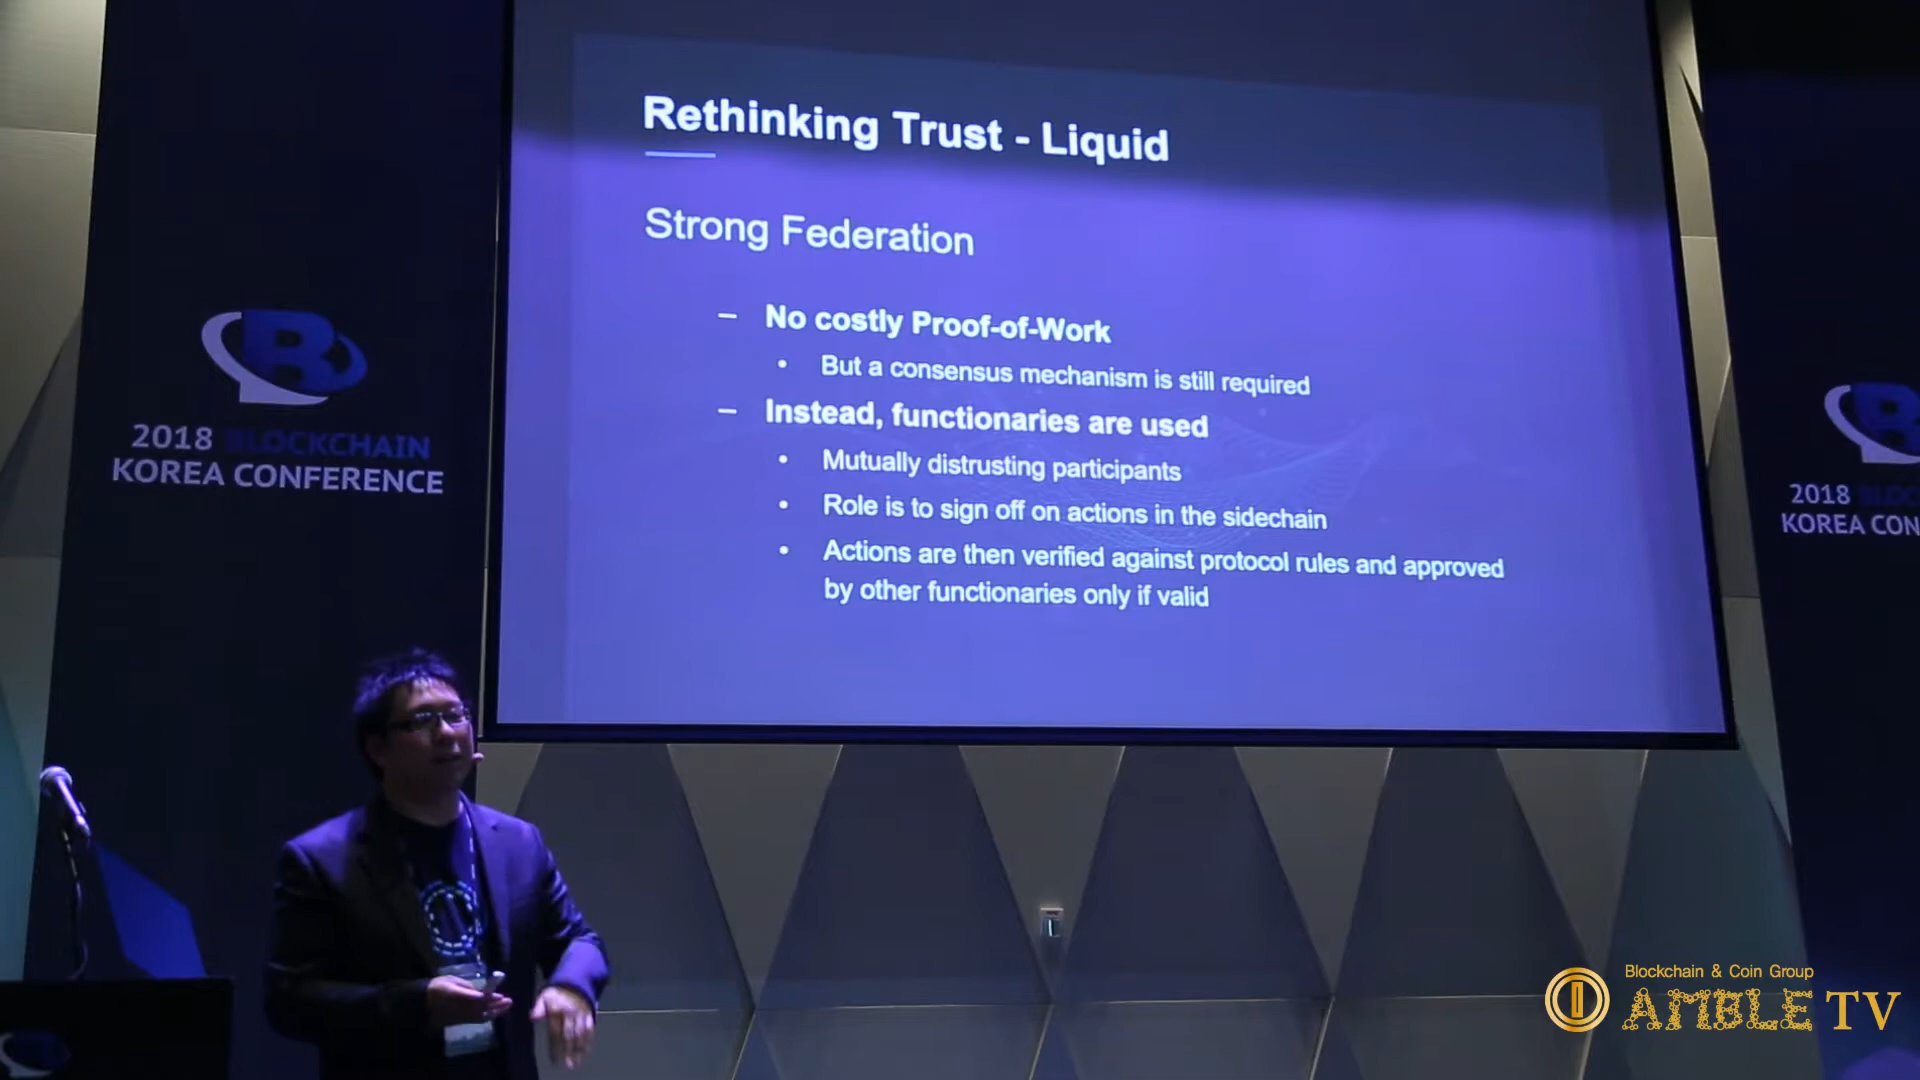 Rethinking Trust - Liquid
Strong Federation
– No costly Proof-of-Work
• But a consensus mechanism is still required
– Instead, functionaries are used
• Mutually distrusting participants
• Role is to sign off on actions in the sidechain
• Actions are then verified against protocol rules and approved
by other functionaries only if valid
B
2018 BLOCKCHAIN
KOREA CONFERENCE
B
2018 BLOC
KOREA CON
Blockchain & Coin Group
AMBLE TV